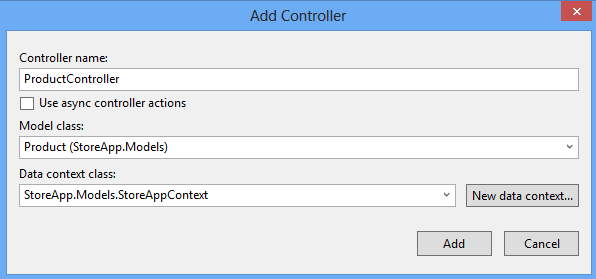 Add Controller
Controller name:
ProductController
Use async controller actions
Model class:
Product (StoreApp.Models)
Data context class:
StoreApp.Models.StoreAppContext
New data context...
Add
Cancel